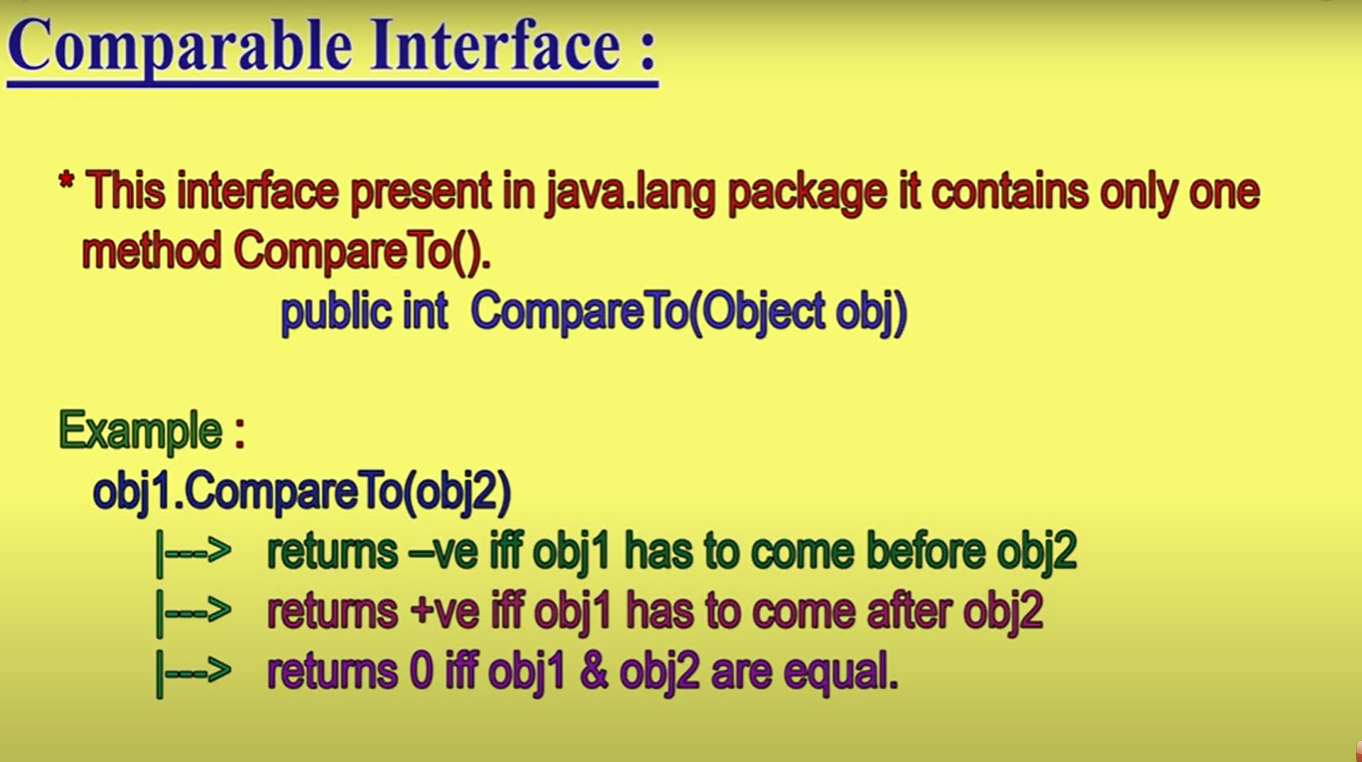 Comparable Interface :
* This interface present in java.lang package it contains only one
method CompareTo().
public int CompareTo(Object obj)
Example :
obj1.CompareTo(obj2)
|---> returns –ve iff obj1 has to come before obj2
|---> returns +ve iff obj1 has to come after obj2
|---> returns 0 iff obj1 & obj2 are equal.